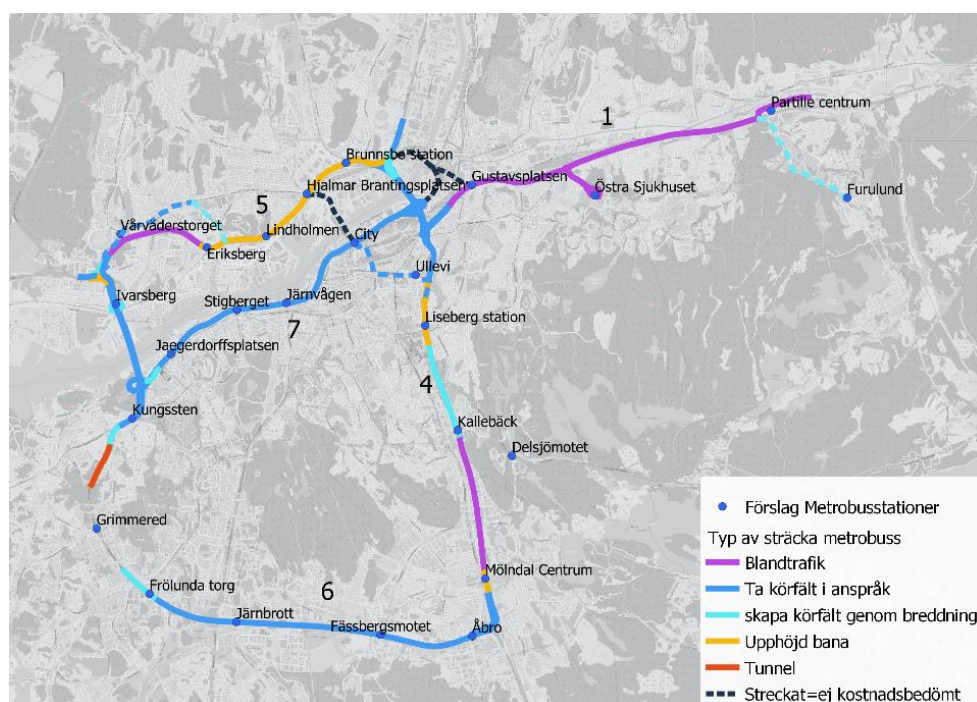 1
Partille centrum
Brunnsbo station
Gustavsplatsen
Hjalmar Brantingsplatsen
Östra Sjukhuset
Furulund
5
Vårväderstorget
Lindholmen
City
Eriksberg
Ullevi
Ivarsberg
Stigberget
Järnvågen
Liseberg station
7
Jaegerdorffsplatsen
4
Kungssten
Kallebäck
Delsjömotet
Grimmered
Mölndal Centrum
Frölunda torg
6
Järnbrott
Fässbergsmotet
Åbro
Förslag Metrobusstationer
Typ av sträcka metrobuss
Blandtrafik
Ta körfält i anspråk
skapa körfält genom breddning
Upphöjd bana
Tunnel
Streckat=ej kostnadsbedömt